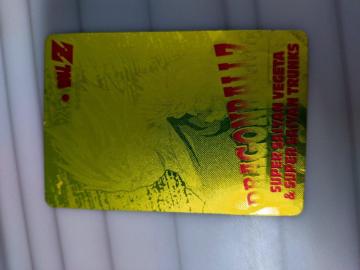 DRAGONBALL Z
SUPER SAIYAN VEGETA
& SUPER SAIYAN TRUNKS